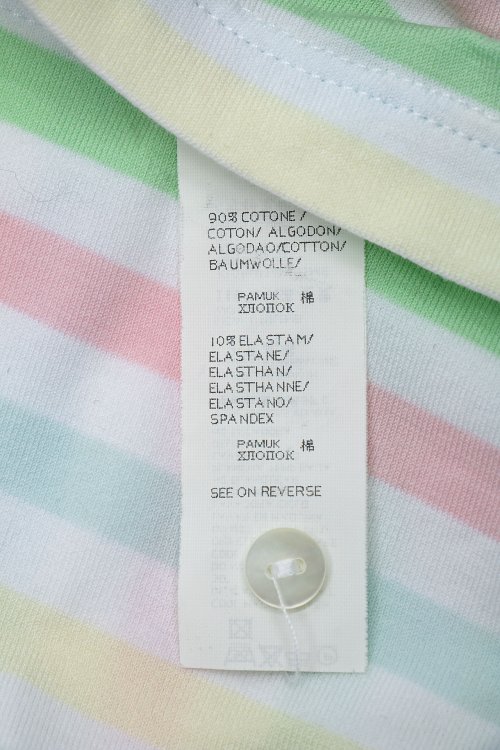 90% COTONE/
COTON/ ALGODON/
ALGODAO/COTTON/
BAUMWOLLE/
PAMUK 棉
ХЛОПОК
10% ELASTAM/
ELASTANE/
ELASTHAN/
ELASTHANNE/
ELASTANO/
SPANDEX
PAMUK 棉
ХЛОПОК
SEE ON REVERSE